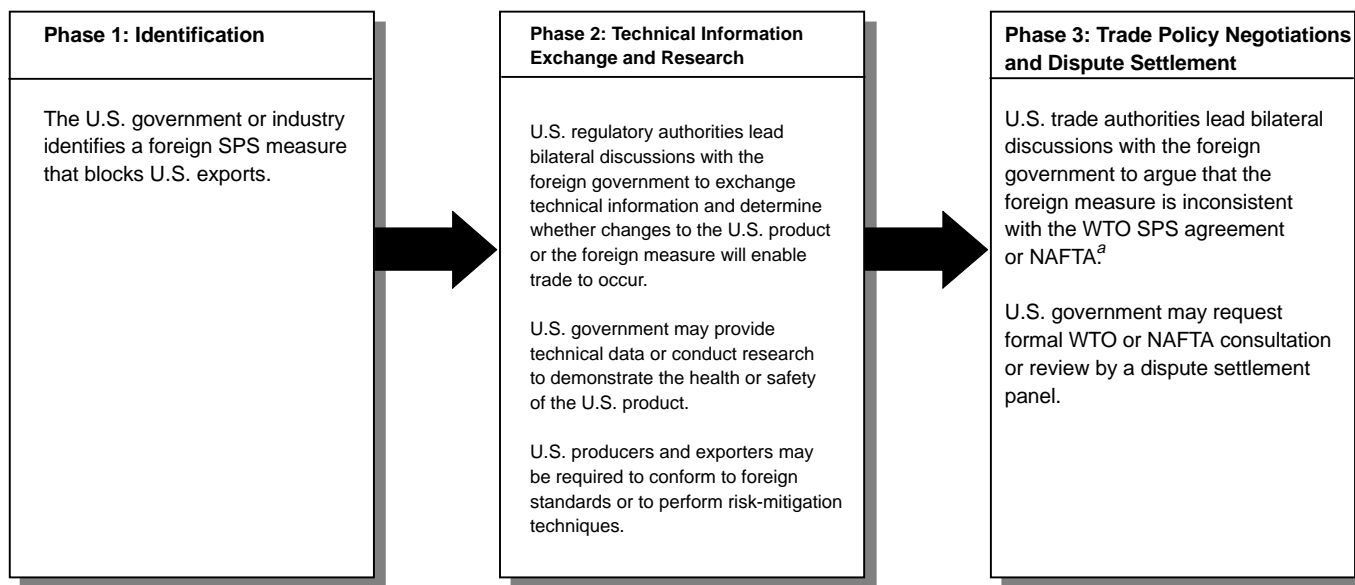 Phase 1: Identification
The U.S. government or industry
identifies a foreign SPS measure
that blocks U.S. exports.
Phase 2: Technical Information
Exchange and Research
U.S. regulatory authorities lead
bilateral discussions with the
foreign government to exchange
technical information and determine
whether changes to the U.S. product
or the foreign measure will enable
trade to occur.
U.S. government may provide
technical data or conduct research
to demonstrate the health or safety
of the U.S. product.
U.S. producers and exporters may
be required to conform to foreign
standards or to perform risk-mitigation
techniques.
Phase 3: Trade Policy Negotiations
and Dispute Settlement
U.S. trade authorities lead bilateral
discussions with the foreign
government to argue that the
foreign measure is inconsistent
with the WTO SPS agreement
or NAFTA.a
U.S. government may request
formal WTO or NAFTA consultation
or review by a dispute settlement
panel.